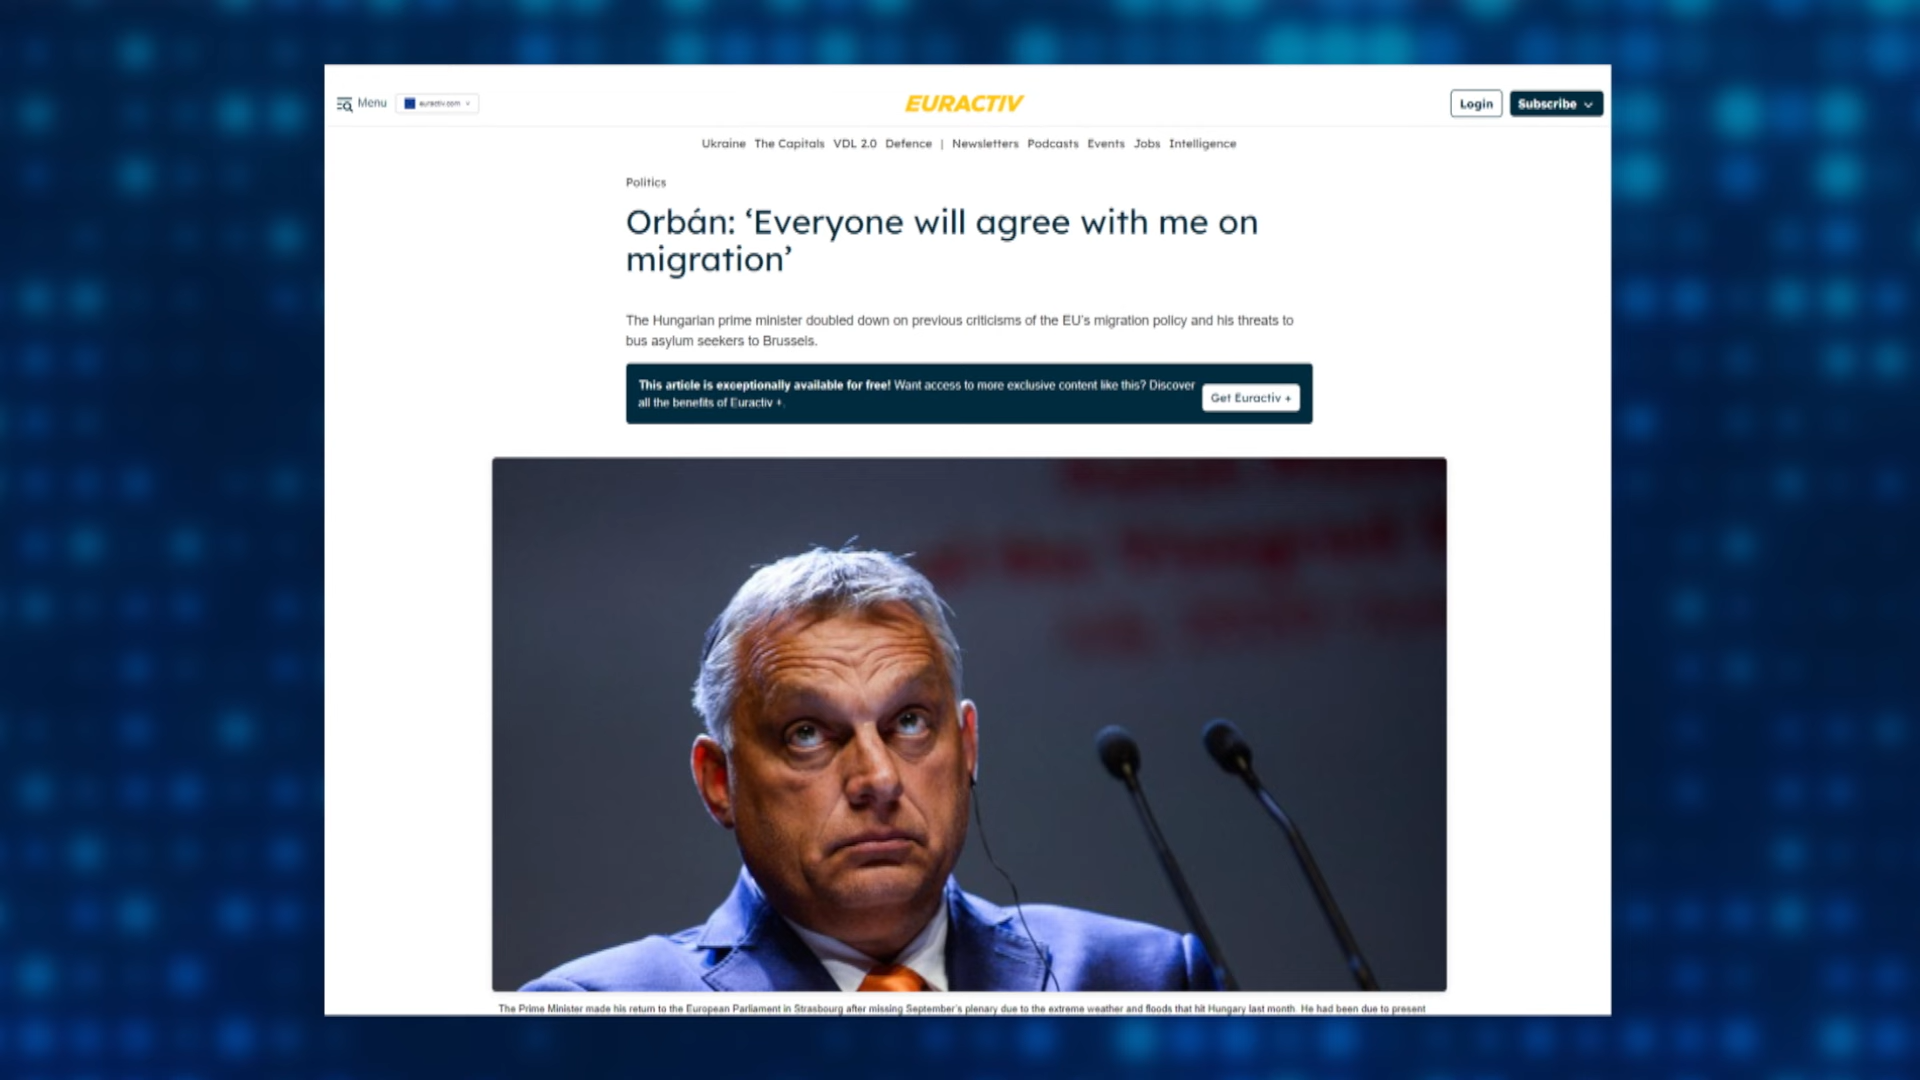 Menu
euractiv.com
EURACTIV
Login
Subscribe
Ukraine The Capitals VDL 2.0 Defence | Newsletters Podcasts Events Jobs Intelligence
Politics
Orbán: ‘Everyone will agree with me on
migration’
The Hungarian prime minister doubled down on previous criticisms of the EU's migration policy and his threats to
bus asylum seekers to Brussels.
This article is exceptionally available for free! Want access to more exclusive content like this? Discover
all the benefits of Euractiv +.
Get Euractiv +
The Prime Minister made his return to the European Parliament in Strasbourg after missing September's plenary due to the extreme weather and floods that hit Hungary last month. He had been due to present